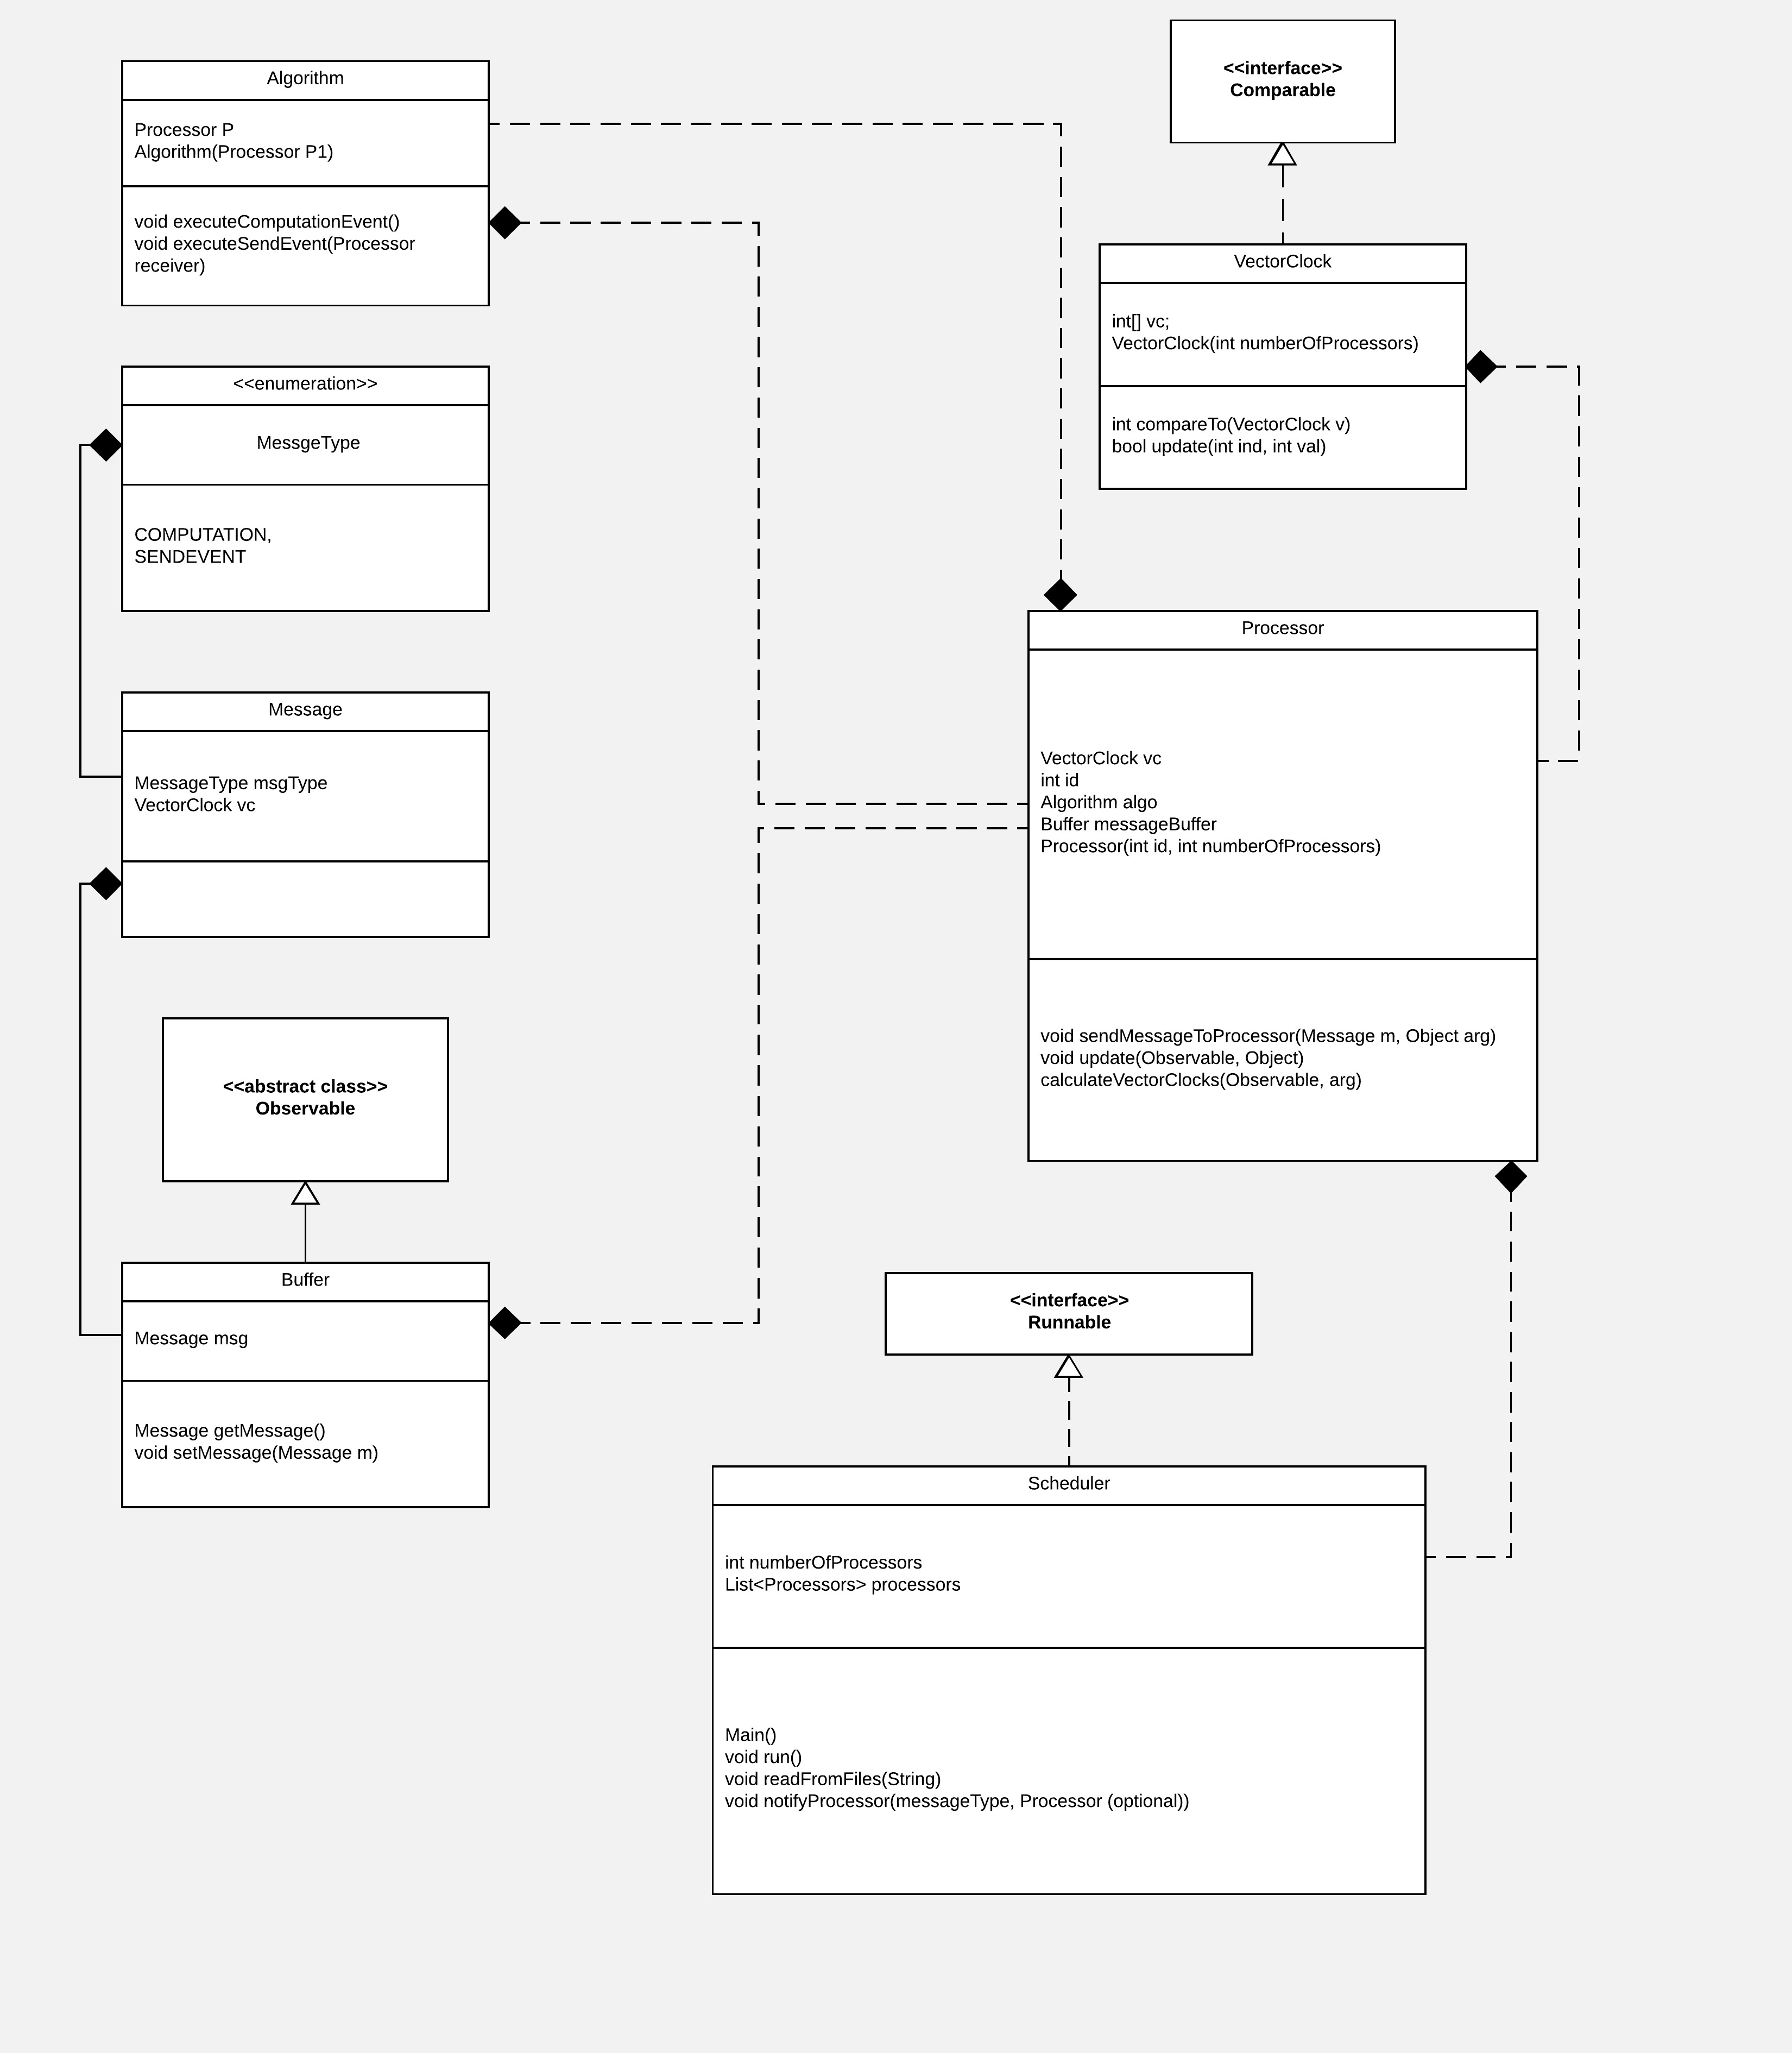 Algorithm
Processor P
Algorithm(Processor P1)
void executeComputationEvent()
void executeSendEvent(Processor
receiver)
<<interface>>
Comparable
VectorClock
int[] vc;
VectorClock(int numberOfProcessors)
int compareTo(VectorClock v)
bool update(int ind, int val)
<<enumeration>>
MessgeType
COMPUTATION,
SENDEVENT
Message
MessageType msgType
VectorClock vc
Processor
VectorClock vc
int id
Algorithm algo
Buffer messageBuffer
Processor(int id, int numberOfProcessors)
void sendMessageToProcessor(Message m, Object arg)
void update(Observable, Object)
calculateVectorClocks(Observable, arg)
<<abstract class>>
Observable
Buffer
Message msg
Message getMessage()
void setMessage(Message m)
<<interface>>
Runnable
Scheduler
int numberOfProcessors
List<Processors> processors
Main()
void run()
void readFromFiles(String)
void notifyProcessor(messageType, Processor (optional))